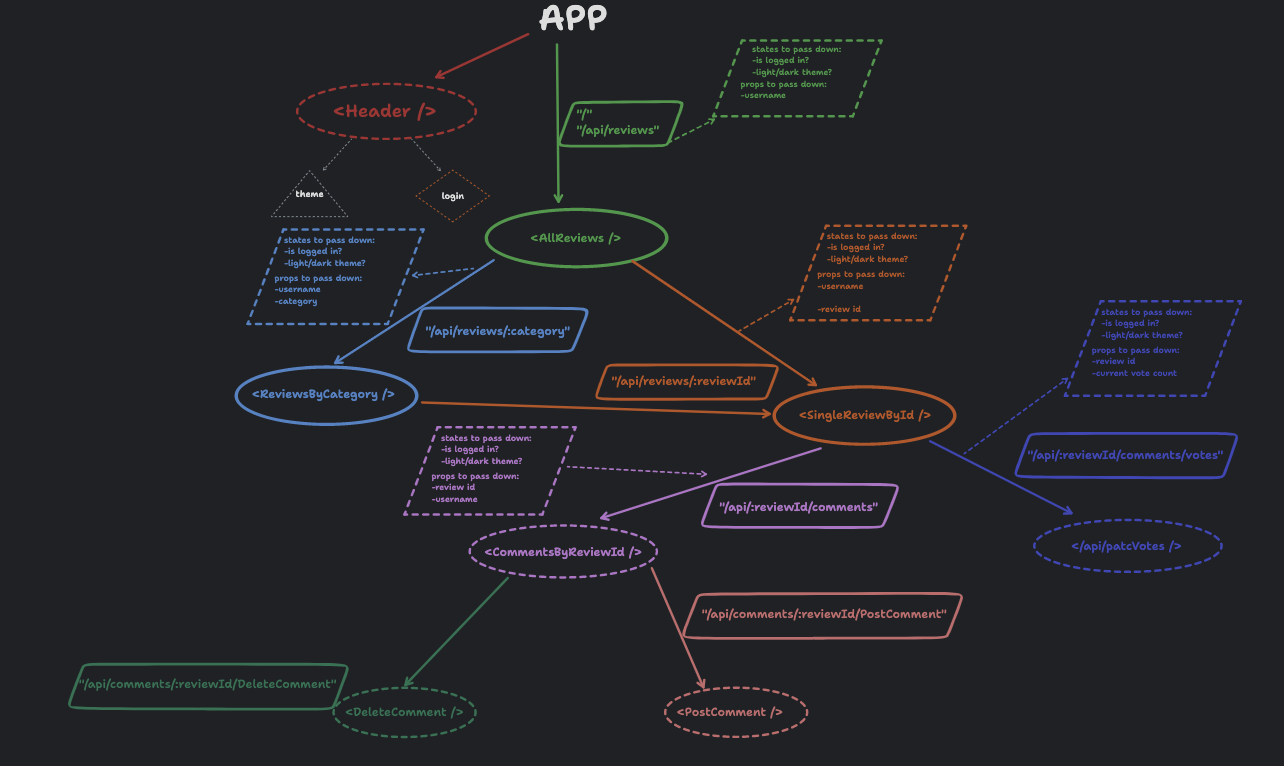 APP
states to pass down:
-is logged in?
-light/dark theme?
props to pass down:
-username
<Header />
"/"
"/api/reviews"
theme
login
<AllReviews />
states to pass down:
-is logged in?
-light/dark theme?
props to pass down:
-username
-category
states to pass down:
-is logged in?
-light/dark theme?
props to pass down:
-username
-review id
"/api/reviews/:category"
states to pass down:
-is logged in?
-light/dark theme?
props to pass down:
-review id
-current vote count
"/api/reviews/:reviewId"
<ReviewsByCategory />
<SingleReviewById />
states to pass down:
-is logged in?
-light/dark theme?
props to pass down:
-review id
-username
"/api/:reviewId/comments/votes"
"/api/:reviewId/comments"
<CommentsByReviewId />
</api/patcVotes />
"/api/comments/:reviewId/PostComment"
"/api/comments/:reviewId/DeleteComment"
<DeleteComment />
<PostComment />